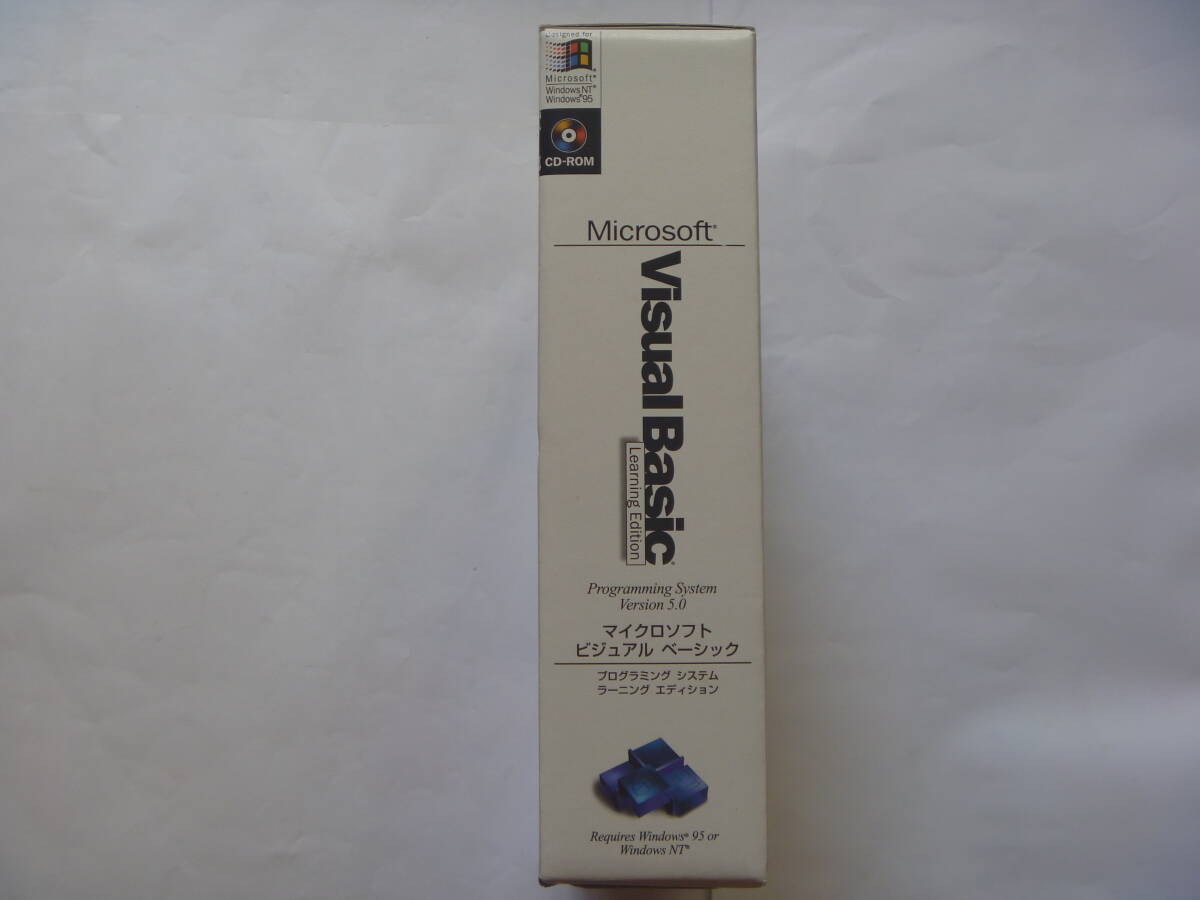 Designed for
Microsoft®
Windows NT®
Windows®95
CD-ROM
Microsoft®
Visual Basic®
Learning Edition
Programming System
Version 5.0
マイクロソフト
ビジュアル ベーシック
プログラミング システム
ラーニング エディション
Requires Windows® 95 or
Windows NT®